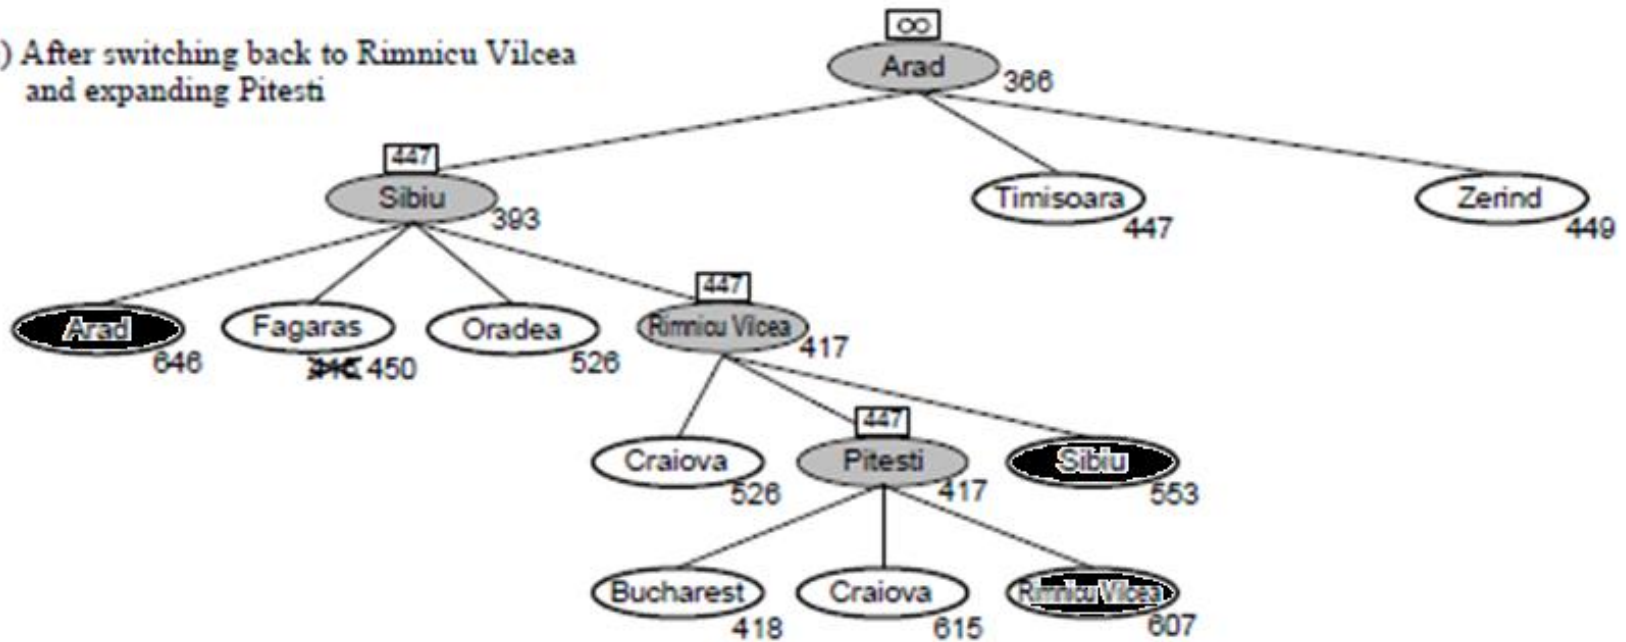 ) After switching back to Rimnicu Vilcea
and expanding Pitesti
∞
Arad
366
447
Sibiu
393
Timisoara
447
Zerind
449
Arad
646
Fagaras
415 450
Oradea
526
447
Rimnicu Vilcea
417
Craiova
526
447
Pitesti
417
Sibiu
553
Bucharest
418
Craiova
615
Rimnicu Vilcea
607